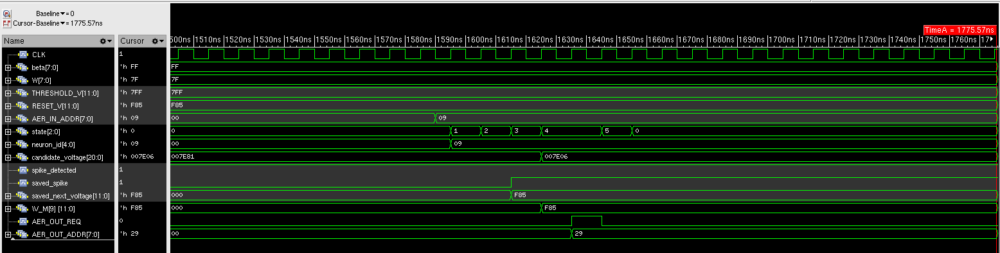 Baseline▼= 0
Cursor-Baseline▼= 1775.57ns
TimeA = 1775.57ns
Name Cursor 500ns 1510ns 1520ns 1530ns 1540ns 1550ns 1560ns 1570ns 1580ns 1590ns 1600ns 1610ns 1620ns 1630ns 1640ns 1650ns 1660ns 1670ns 1680ns 1690ns 1700ns 1710ns 1720ns 1730ns 1740ns 1750ns 1760ns 17
CLK 1
beta[7:0] 'h FF FF
W[7:0] 'h 7F 7F
THRESHOLD_V[11:0] 'h 7FF 7FF
RESET_V[11:0] 'h F85 F85
AER_IN_ADDR[7:0] 'h 09 00 09
state[2:0] 'h 0 0 1 2 3 4 5 0
neuron_id[4:0] 'h 09 00 09
candidate_voltage[20:0] 'h 007E06 007E81 007E06
spike_detected 1
saved_spike 1
saved_next_voltage[11:0] 'h F85 000 F85
V_M[9] [11:0] 'h F85 000 F85
AER_OUT_REQ 0
AER_OUT_ADDR[7:0] 'h 29 00 29